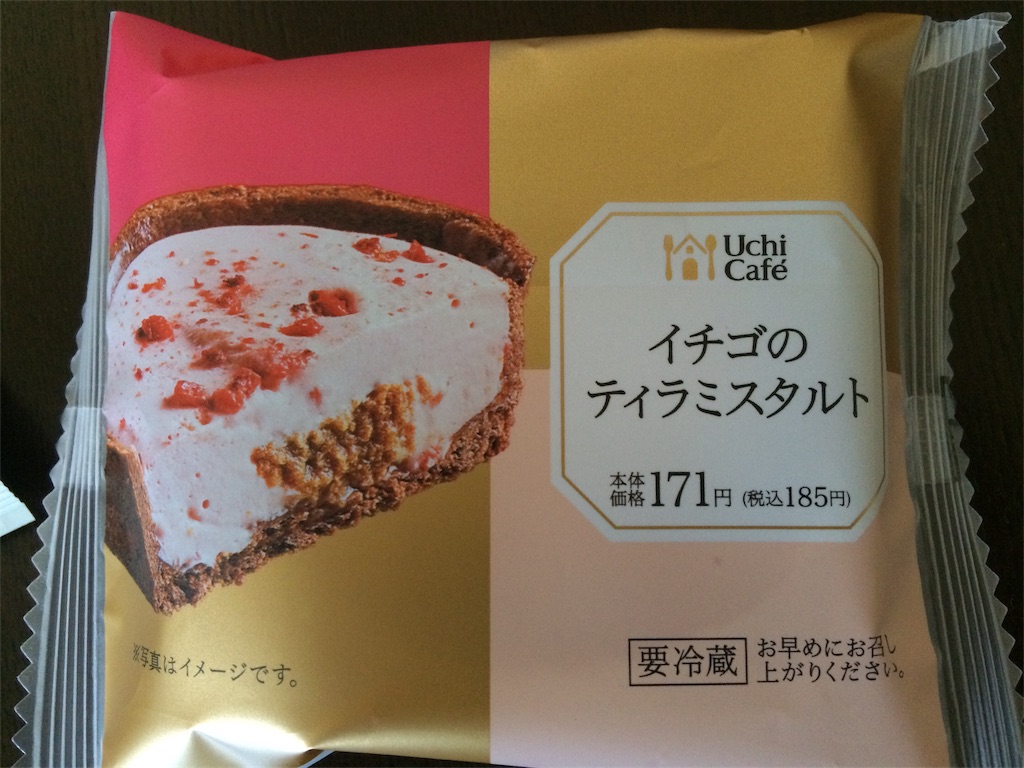 Uchi
Café
イチゴの
ティラミスタルト
本体
価格 171円 (税込185円)
※写真はイメージです。
要冷蔵 お早めにお召し
上がりください。